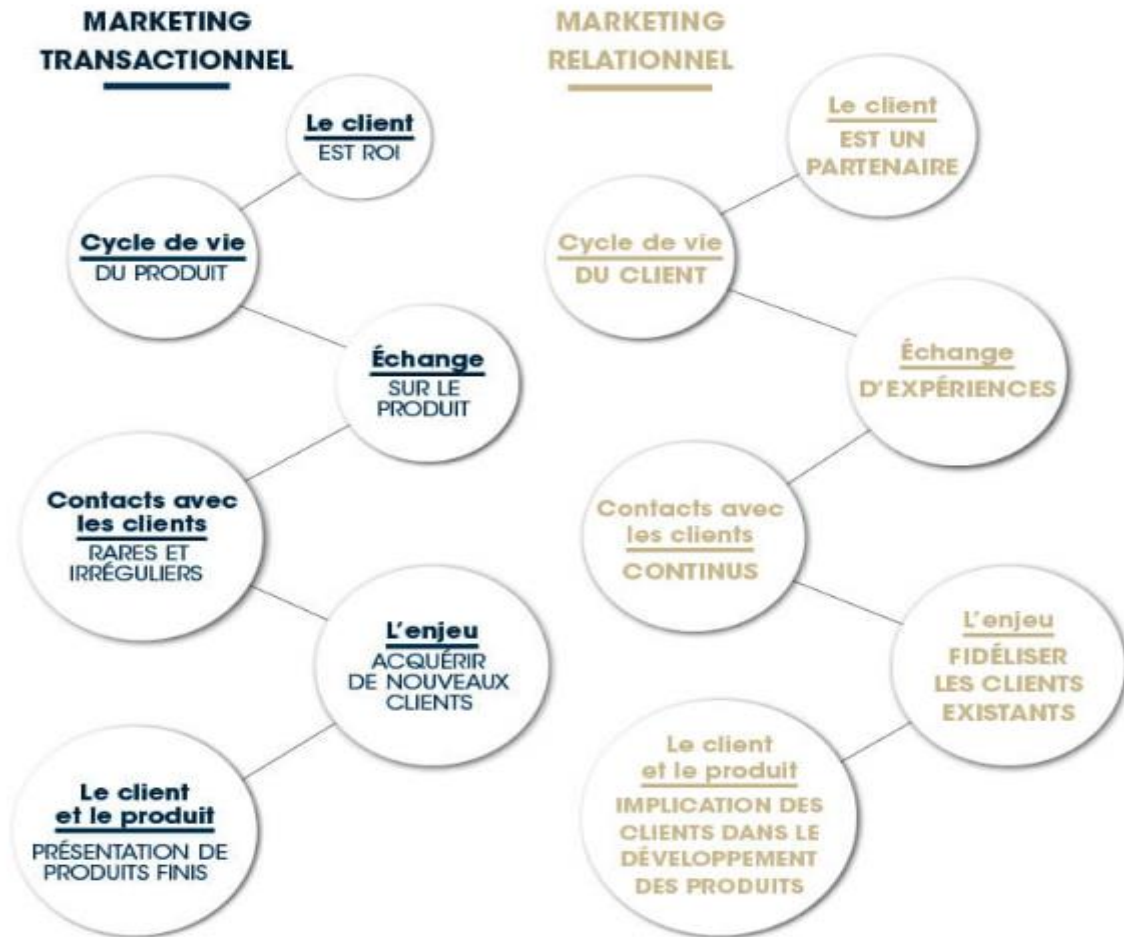 MARKETING
TRANSACTIONNEL
Le client
EST ROI
Cycle de vie
DU PRODUIT
Échange
SUR LE
PRODUIT
Contacts avec
les clients
RARES ET
IRRÉGULIERS
L'enjeu
ACQUÉRIR
DE NOUVEAUX
CLIENTS
Le client
et le produit
PRÉSENTATION DE
PRODUITS FINIS
MARKETING
RELATIONNEL
Le client
EST UN
PARTENAIRE
Cycle de vie
DU CLIENT
Échange
D'EXPÉRIENCES
Contacts avec
les clients
CONTINUS
L'enjeu
FIDÉLISER
LES CLIENTS
EXISTANTS
Le client
et le produit
IMPLICATION DES
CLIENTS DANS LE
DÉVELOPPEMENT
DES PRODUITS